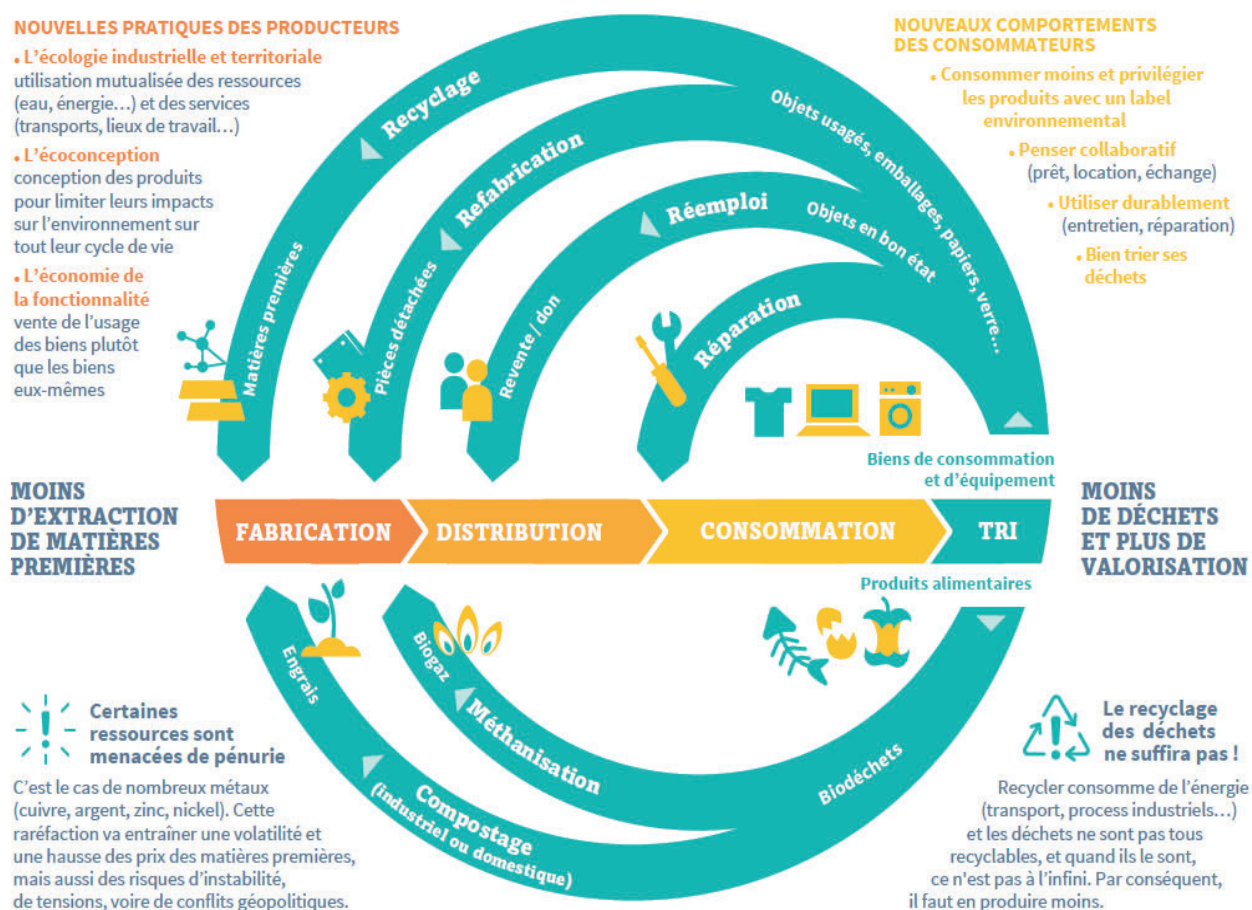 NOUVELLES PRATIQUES DES PRODUCTEURS
• L'écologie industrielle et territoriale
utilisation mutualisée des ressources
(eau, énergie...) et des services
(transports, lieux de travail...)
• L'écoconception
conception des produits
pour limiter leurs impacts
sur l'environnement sur
tout leur cycle de vie
• L'économie de
la fonctionnalité
vente de l'usage
des biens plutôt
que les biens
eux-mêmes
NOUVEAUX COMPORTEMENTS
DES CONSOMMATEURS
• Consommer moins et privilégier
les produits avec un label
environnemental
• Penser collaboratif
(prêt, location, échange)
• Utiliser durablement
(entretien, réparation)
• Bien trier ses
déchets
Recyclage
Matières premières
Refabrication
Pièces détachées
Objets usagés, emballages, papiers, verre...
Réemploi
Revente / don
Objets en bon état
Réparation
Biens de consommation
et d'équipement
MOINS
D'EXTRACTION
DE MATIÈRES
PREMIÈRES
FABRICATION
DISTRIBUTION
CONSOMMATION
TRI
MOINS
DE DÉCHETS
ET PLUS DE
VALORISATION
Produits alimentaires
Engrais
Biogaz
Méthanisation
Compostage
(industriel ou domestique)
Biodéchets
Certaines
ressources sont
menacées de pénurie
C'est le cas de nombreux métaux
(cuivre, argent, zinc, nickel). Cette
raréfaction va entraîner une volatilité et
une hausse des prix des matières premières,
mais aussi des risques d'instabilité,
de tensions, voire de conflits géopolitiques.
Le recyclage
des déchets
ne suffira pas !
Recycler consomme de l'énergie
(transport, process industriels...)
et les déchets ne sont pas tous
recyclables, et quand ils le sont,
ce n'est pas à l'infini. Par conséquent,
il faut en produire moins.